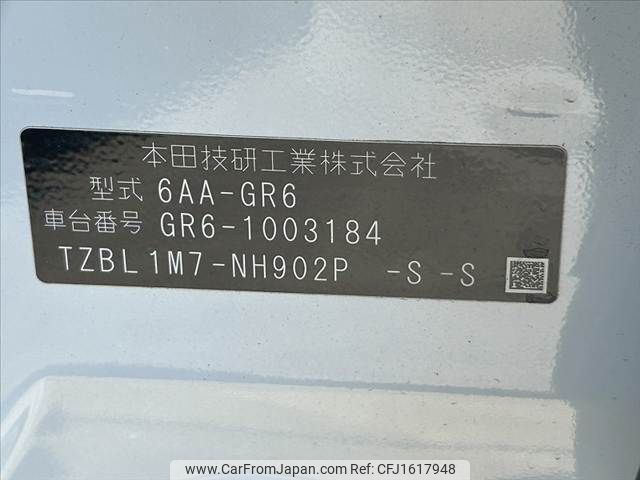 本田技研工業株式会社
型式 6AA-GR6
車台番号 GR6-1003184
TZBL1M7-NH902P -S -S
www.CarFromJapan.com - CFJ1617948